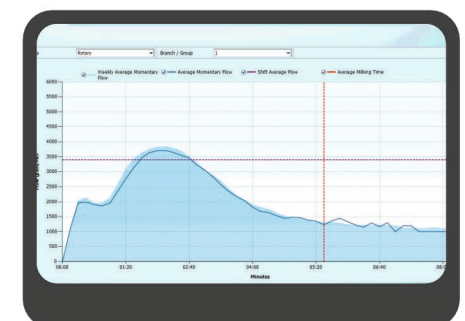 Rotary
Branch / Group
1
Weekly Average Momentary Flow
Average Momentary Flow
Shift Average Flow
Average Milking Time
6000
5500
5000
4500
4000
3500
3000
2500
2000
1500
1000
500
0
00:00
01:20
02:40
04:00
05:20
06:40
Minutes